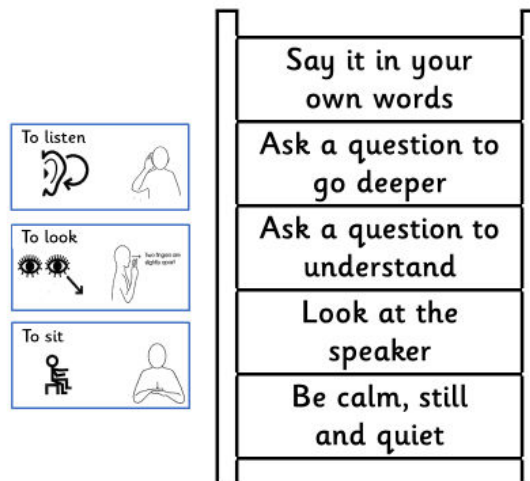 To listen
To look
Two fingers are
slightly apart
To sit
Say it in your
own words
Ask a question to
go deeper
Ask a question to
understand
Look at the
speaker
Be calm, still
and quiet